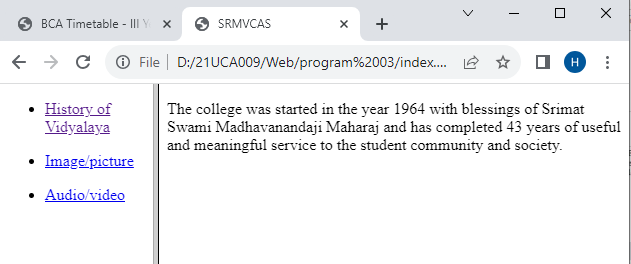 BCA Timetable - III Y
SRMVCAS
File | D:/21UCA009/Web/program%2003/index....
H
History of
Vidyalaya
Image/picture
Audio/video
The college was started in the year 1964 with blessings of Srimat
Swami Madhavanandaji Maharaj and has completed 43 years of useful
and meaningful service to the student community and society.